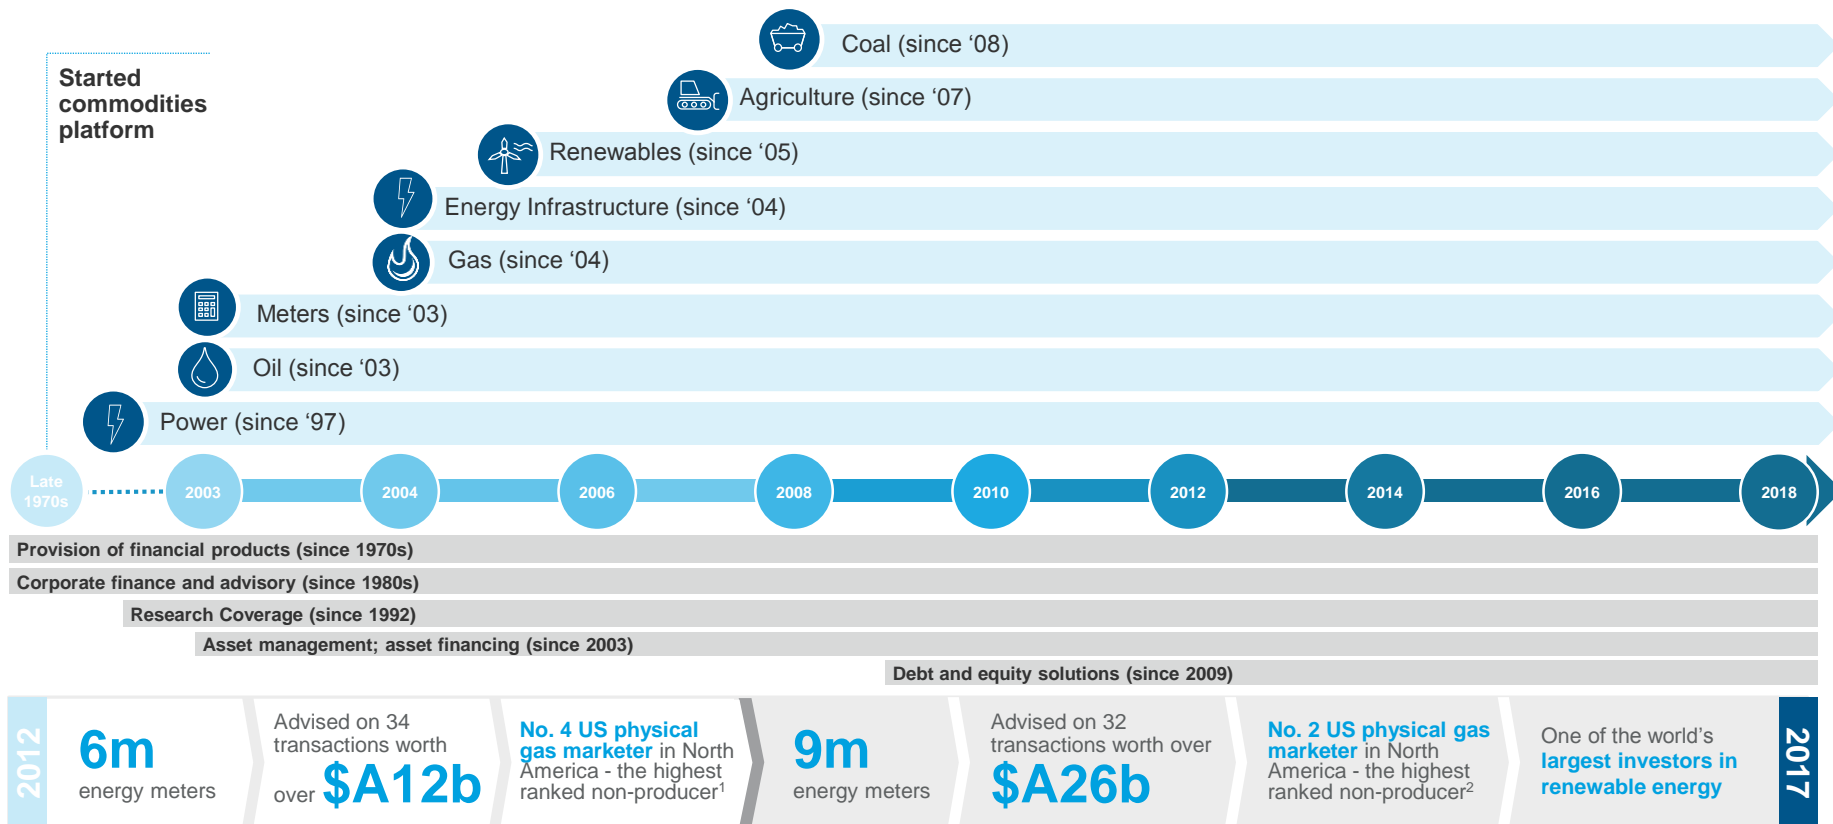 Started
commodities
platform
Coal (since ‘08)
Agriculture (since ‘07)
Renewables (since ‘05)
Energy Infrastructure (since ‘04)
Gas (since ‘04)
Meters (since ‘03)
Oil (since ‘03)
Power (since ‘97)
Late
1970s
2003
2004
2006
2008
2010
2012
2014
2016
2018
Provision of financial products (since 1970s)
Corporate finance and advisory (since 1980s)
Research Coverage (since 1992)
Asset management; asset financing (since 2003)
Debt and equity solutions (since 2009)
2012
6m
energy meters
Advised on 34
transactions worth
over $A12b
No. 4 US physical
gas marketer in North
America - the highest
ranked non-producer1
9m
energy meters
Advised on 32
transactions worth over
$A26b
No. 2 US physical gas
marketer in North
America - the highest
ranked non-producer2
One of the world’s
largest investors in
renewable energy
2017